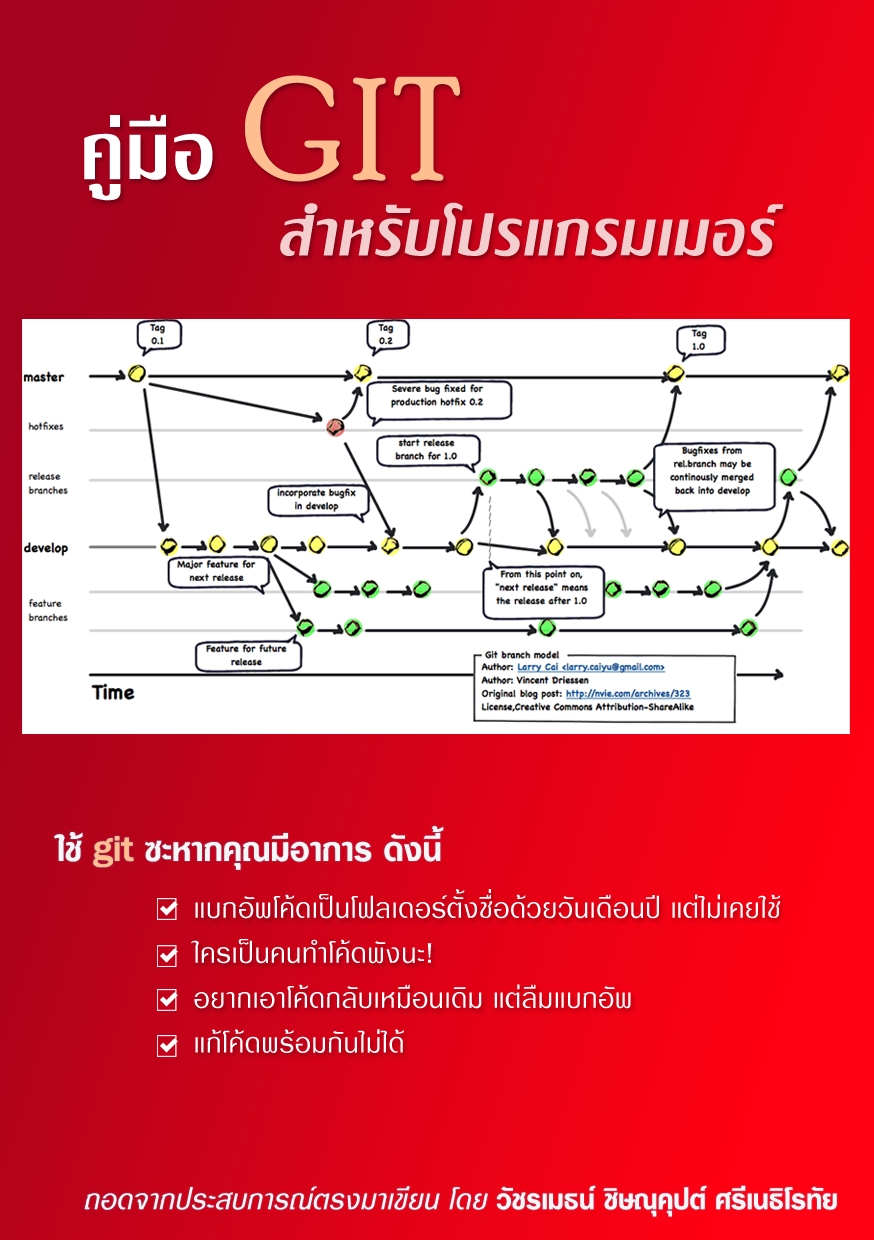 คู่มือ GIT
สำหรับโปรแกรมเมอร์
Tag
0.1
Tag
0.2
Tag
1.0
master
Severe bug fixed for
production hotfix 0.2
hotfixes
start release
branch for 1.0
Bugfixes from
rel.branch may be
continously merged
back into develop
release
branches
incorporate bugfix
in develop
develop
Major feature for
next release
From this point on,
"next release" means
the release after 1.0
feature
branches
Feature for future
release
Git branch model
Author: Larry Cai <larry.caiyu@gmail.com>
Author: Vincent Driessen
Original blog post: http://nvie.com/archives/323
License,Creative Commons Attribution-ShareAlike
Time
ใช้ git ซะหากคุณมีอาการ ดังนี้
แบกอัพโค้ดเป็นโฟลเดอร์ตั้งชื่อด้วยวันเดือนปี แต่ไม่เคยใช้
ใครเป็นคนทำโค้ดพังนะ!
อยากเอาโค้ดกลับเหมือนเดิม แต่ลืมแบกอัพ
แก้โค้ดพร้อมกันไม่ได้
ถอดจากประสบการณ์ตรงมาเขียน โดย วัชรเมธน์ ชิษณุคุปต์ ศรีเนธิโรทัย